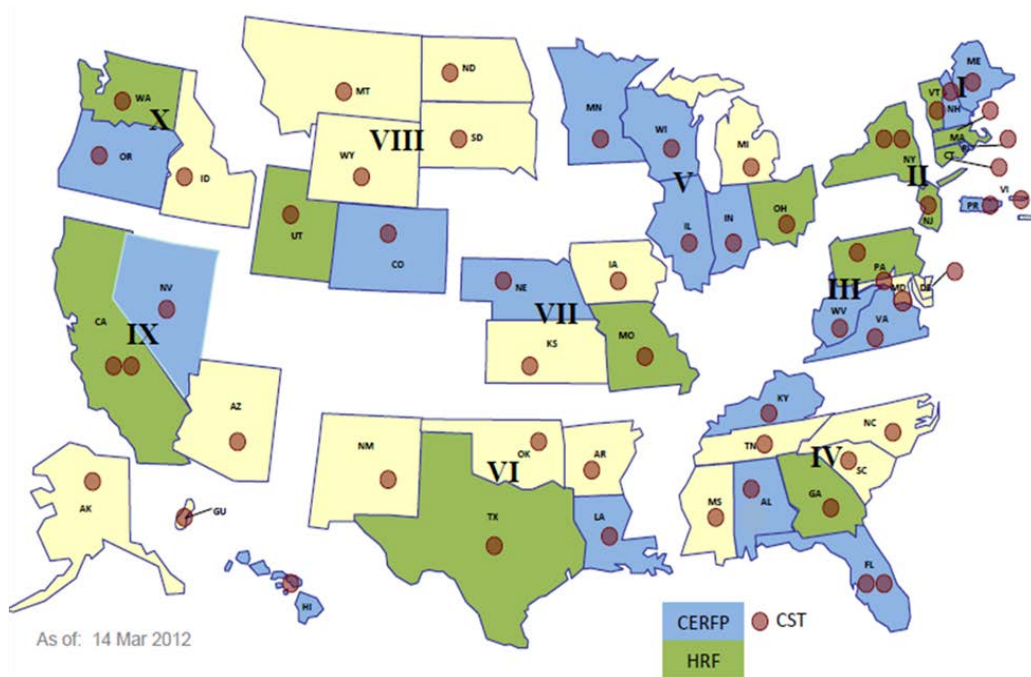 WA
X
OR
ID
MT
ND
SD
WY
VIII
UT
CO
MN
WI
MI
V
IL
IN
OH
ME
I
VT
NH
MA
CT
NY
II
NJ
PR
VI
PA
III
MD
DE
WV
VA
CA
NV
IX
AZ
NE
IA
VII
KS
MO
NM
OK
VI
TX
AR
LA
KY
TN
NC
IV
SC
MS
AL
GA
FL
AK
GU
HI
CERFP
CST
HRF
As of: 14 Mar 2012